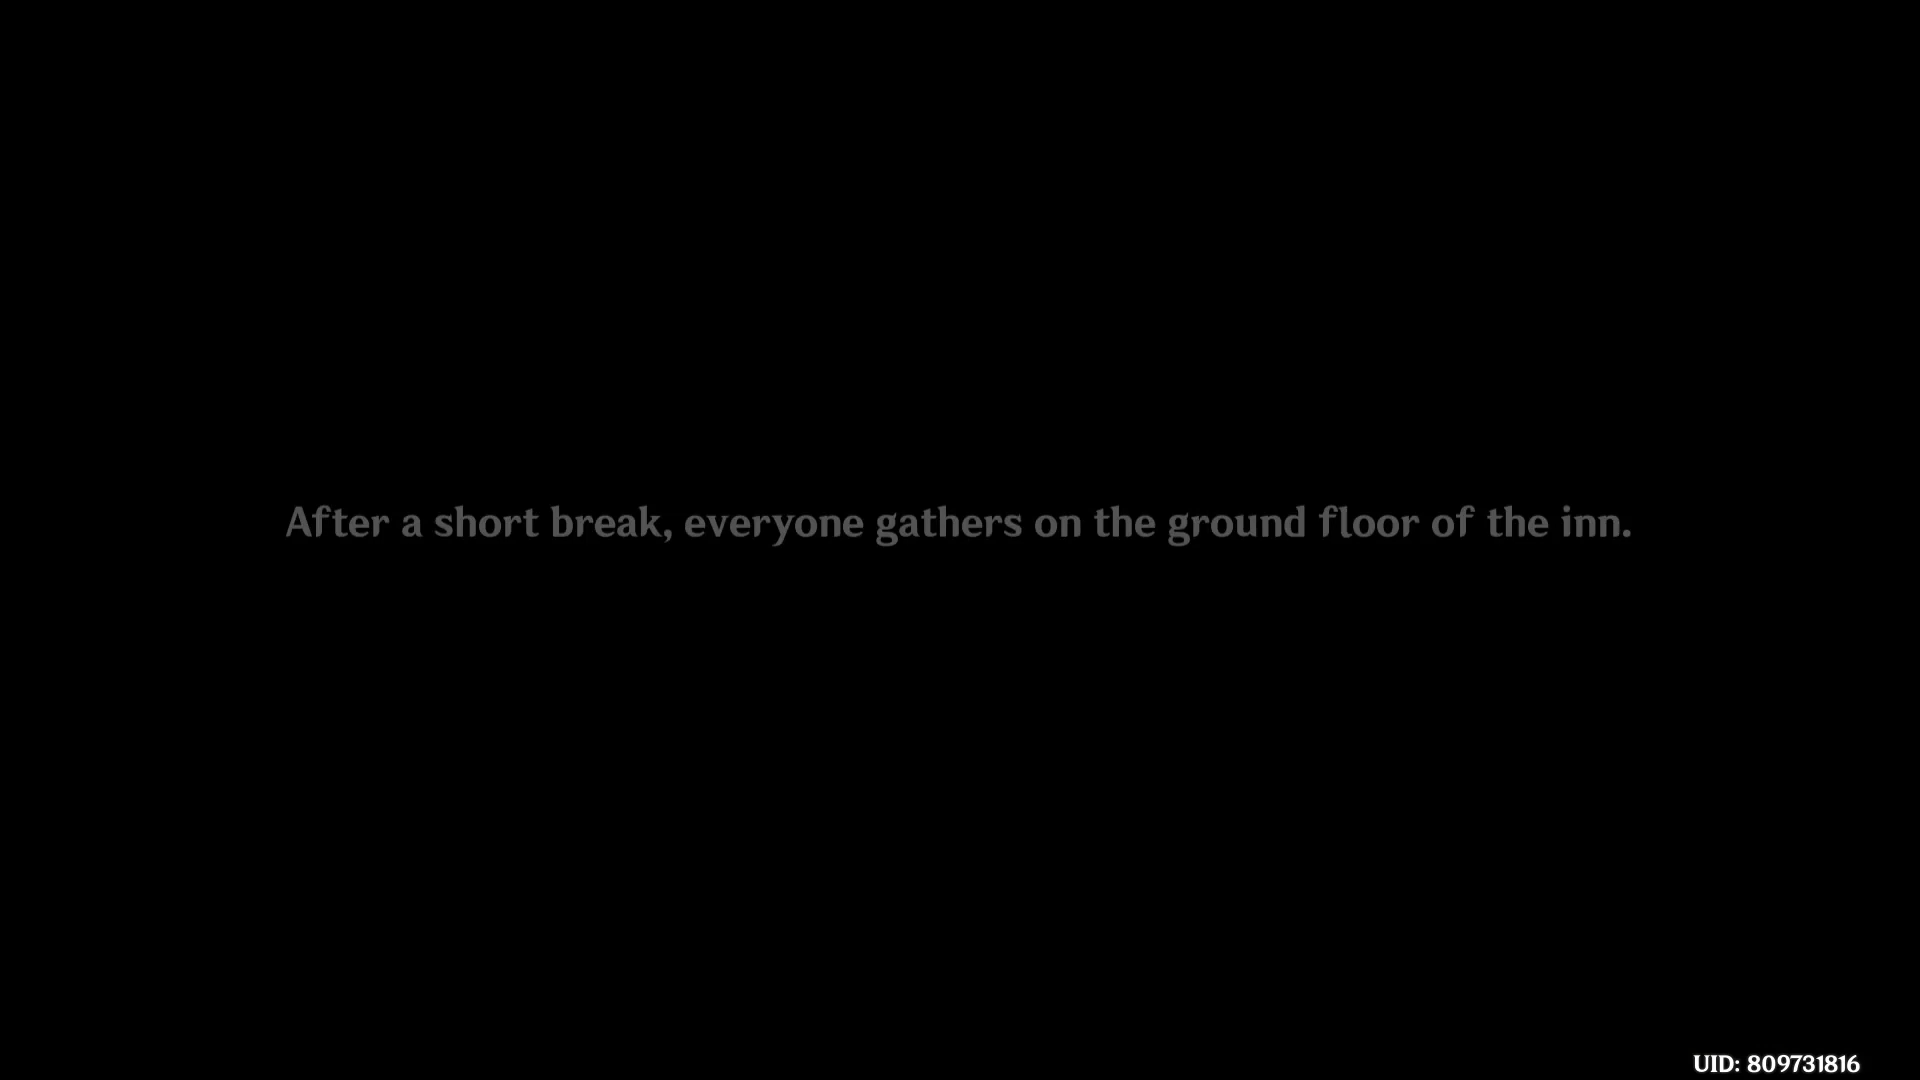 After a short break, everyone gathers on the ground floor of the inn.
UID: 809731816